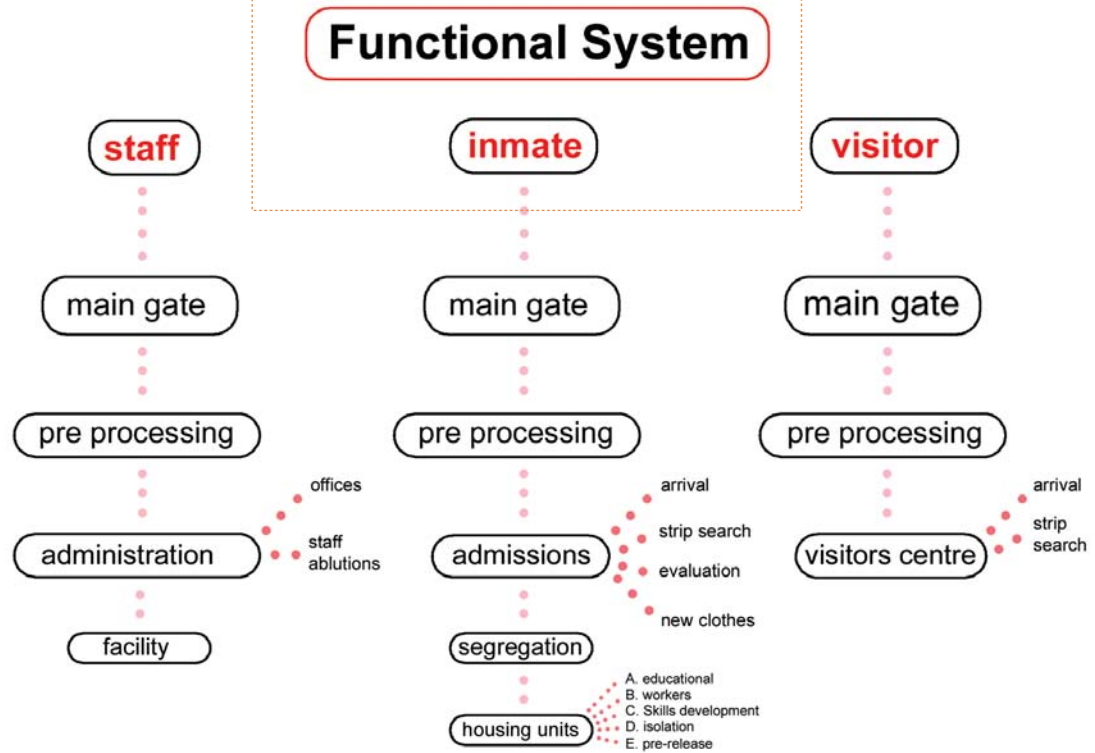 Functional System
staff
inmate
visitor
main gate
main gate
main gate
pre processing
pre processing
pre processing
offices
staff
ablutions
administration
arrival
strip search
evaluation
new clothes
admissions
arrival
strip
search
visitors centre
facility
segregation
housing units
A. educational
B. workers
C. Skills development
D. isolation
E. pre-release